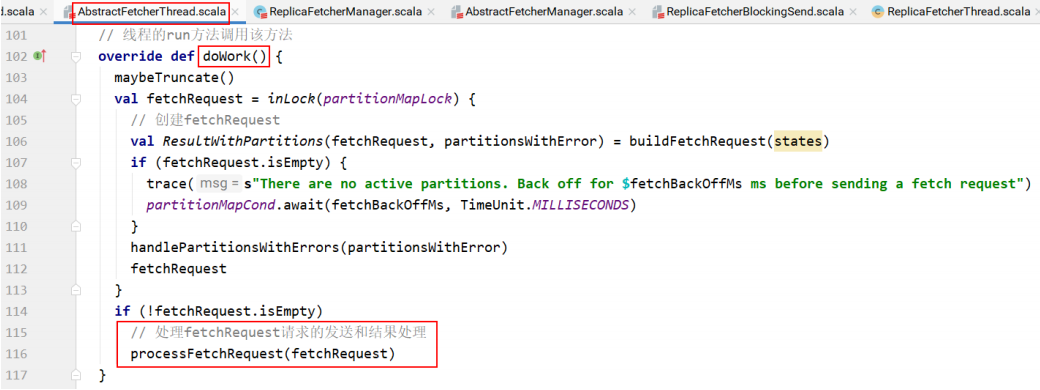 d.scala × AbstractFetcherThread.scala × ReplicaFetcherManager.scala × AbstractFetcherManager.scala × ReplicaFetcherBlockingSend.scala × ReplicaFetcherThread.scala ×
101 // 线程的run方法调用该方法
102 override def doWork() {
103 maybeTruncate()
104 val fetchRequest = inLock(partitionMapLock) {
105 // 创建fetchRequest
106 val ResultWithPartitions(fetchRequest, partitionsWithError) = buildFetchRequest(states)
107 if (fetchRequest.isEmpty) {
108 trace( msg = s"There are no active partitions. Back off for $fetchBackOffMs ms before sending a fetch request")
109 partitionMapCond.await(fetchBackOffMs, TimeUnit.MILLISECONDS)
110 }
111 handlePartitionsWithErrors(partitionsWithError)
112 fetchRequest
113 }
114 if (!fetchRequest.isEmpty)
115 // 处理fetchRequest请求的发送和结果处理
116 processFetchRequest(fetchRequest)
117 }